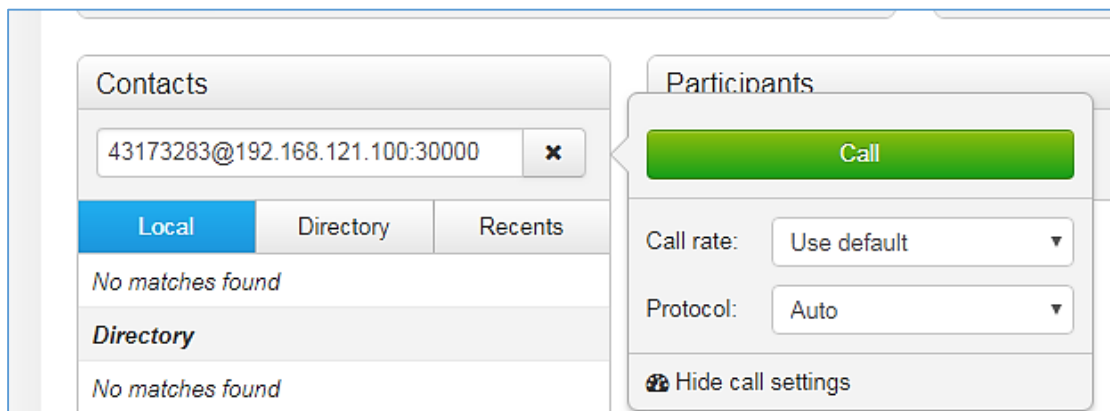 Contacts
43173283@192.168.121.100:30000
Local Directory Recents
No matches found
Directory
No matches found
Participants
Call
Call rate: Use default
Protocol: Auto
Hide call settings